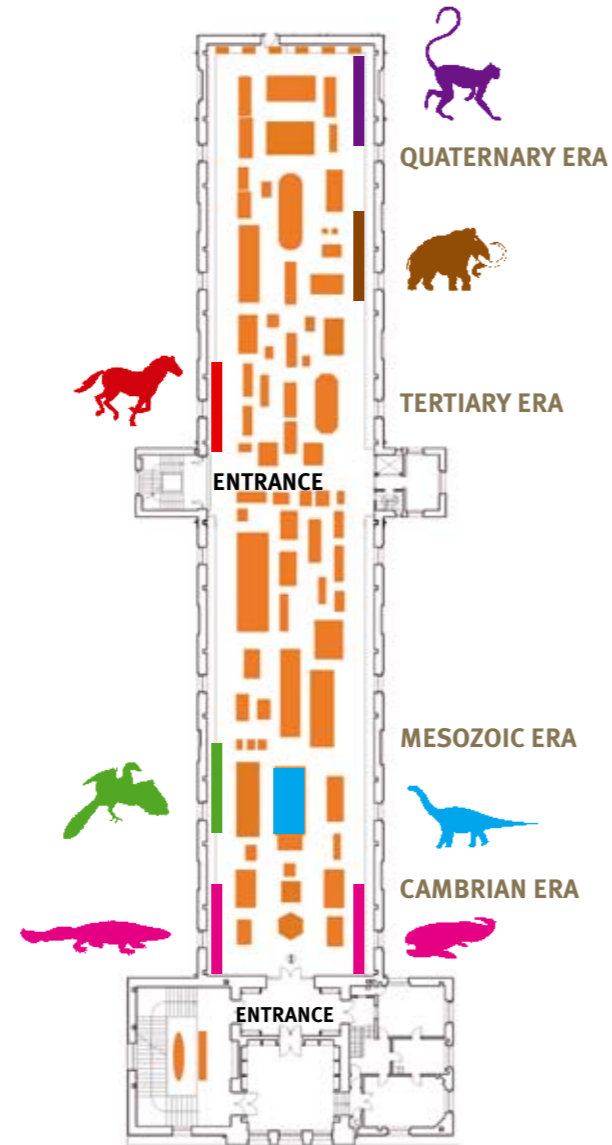 QUATERNARY ERA
TERTIARY ERA
ENTRANCE
MESOZOIC ERA
CAMBRIAN ERA
ENTRANCE